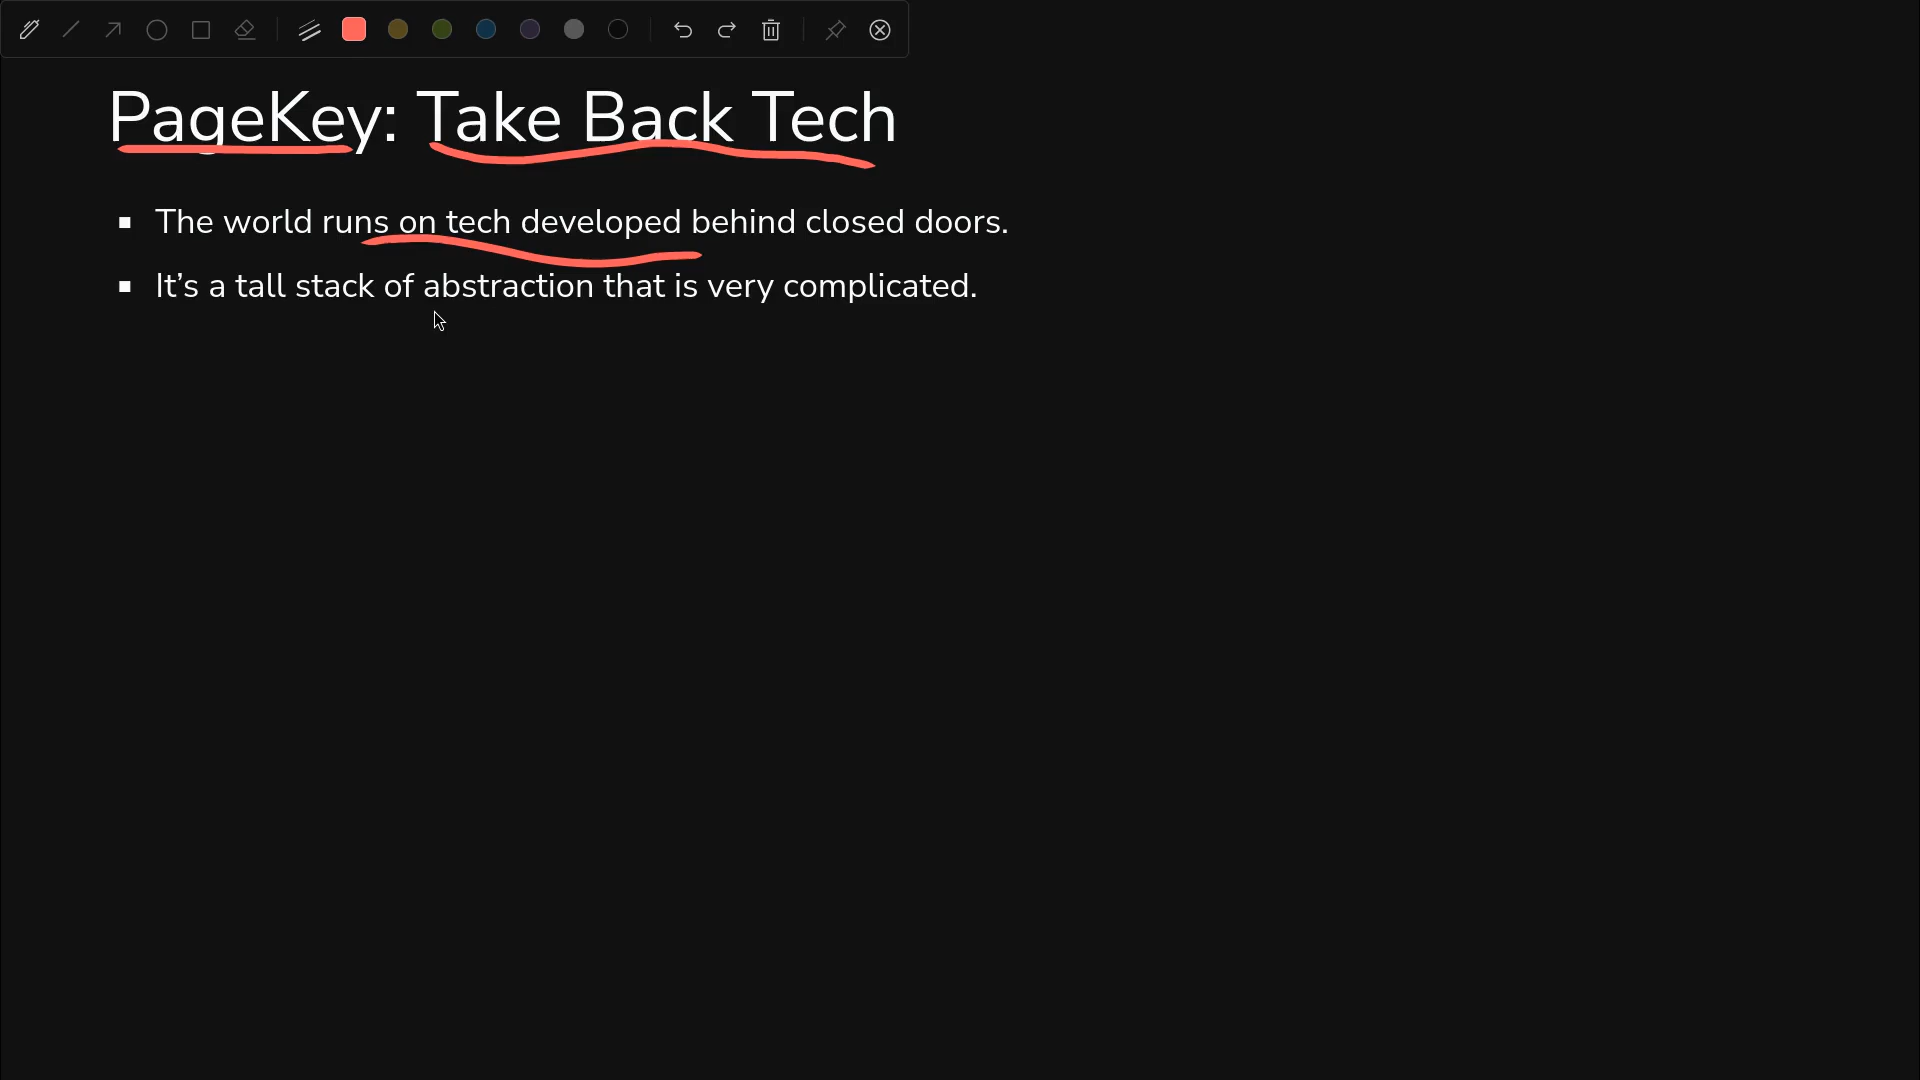 PageKey: Take Back Tech
▪ The world runs on tech developed behind closed doors.
▪ It’s a tall stack of abstraction that is very complicated.